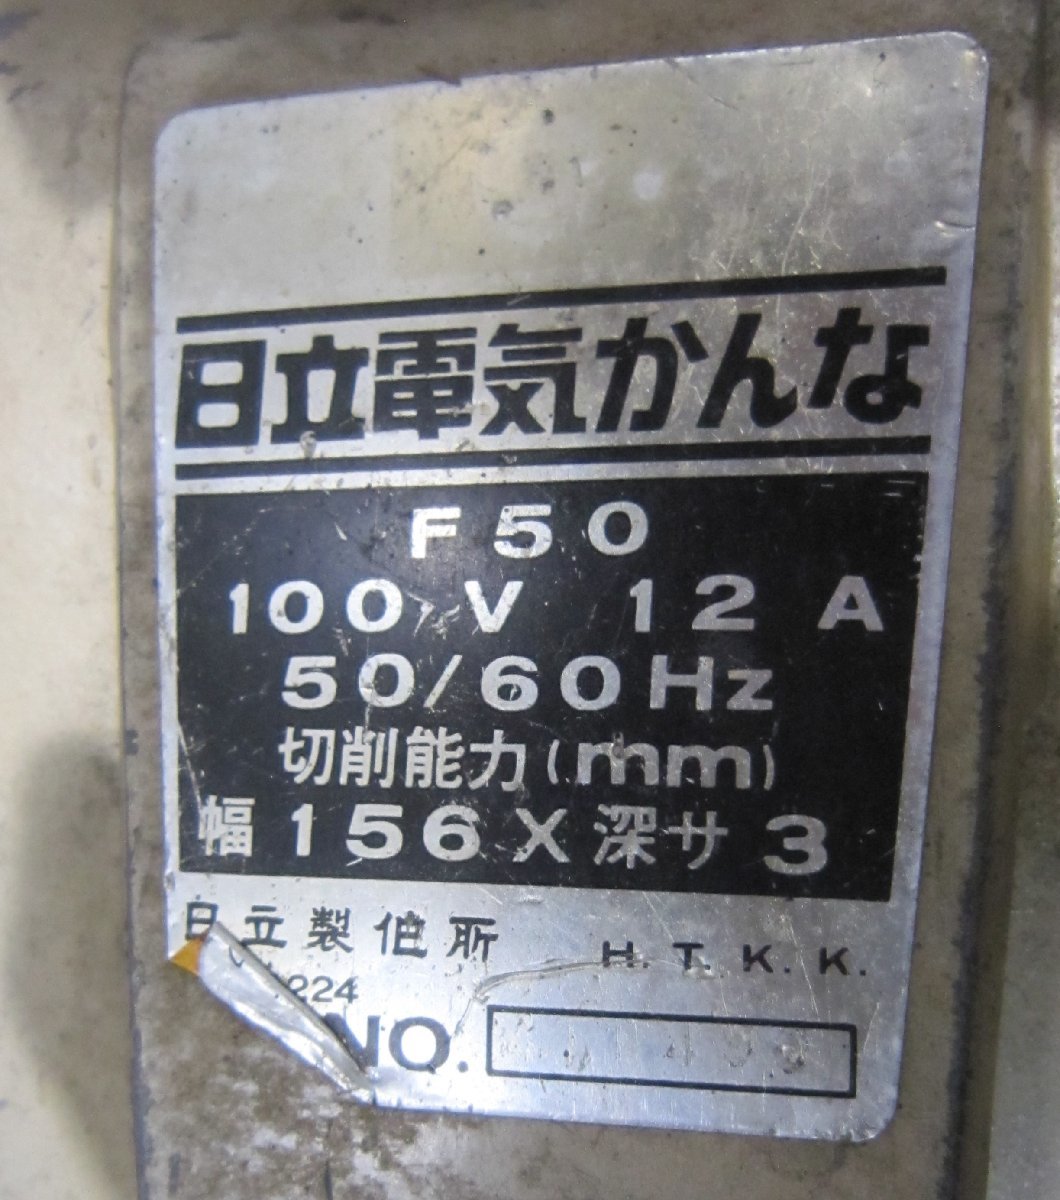 日立電気かんな
F50
100V 12A
50/60Hz
切削能力(mm)
幅156X深サ3
日立製作所 H.T.K.K.
224
NO.